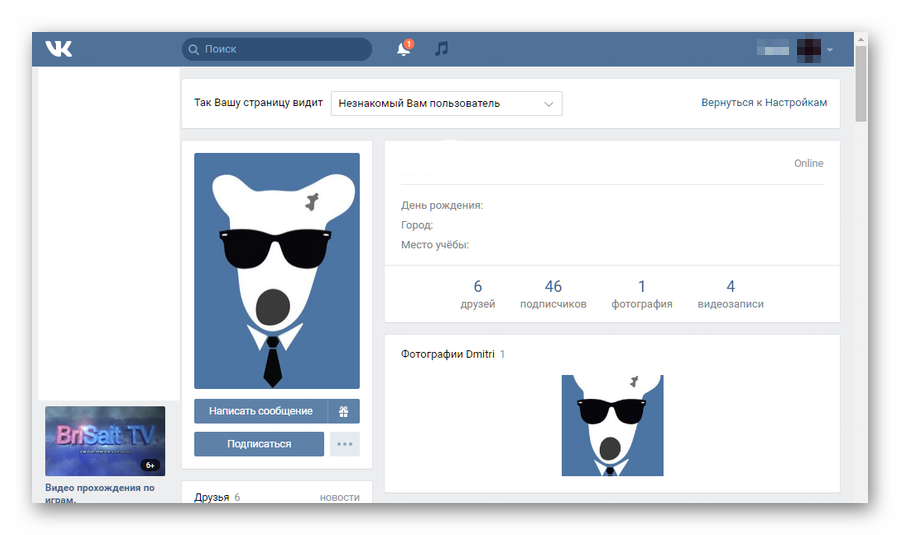 Поиск
1
Так Вашу страницу видит
Незнакомый Вам пользователь
Вернуться к Настройкам
Online
День рождения:
Город:
Место учёбы:
6 46 1 4
друзей подписчиков фотография видеозаписи
Фотографии Dmitri 1
Написать сообщение
Подписаться
BriSait TV
6+
Видео прохождения по
играм.
Друзья 6 новости